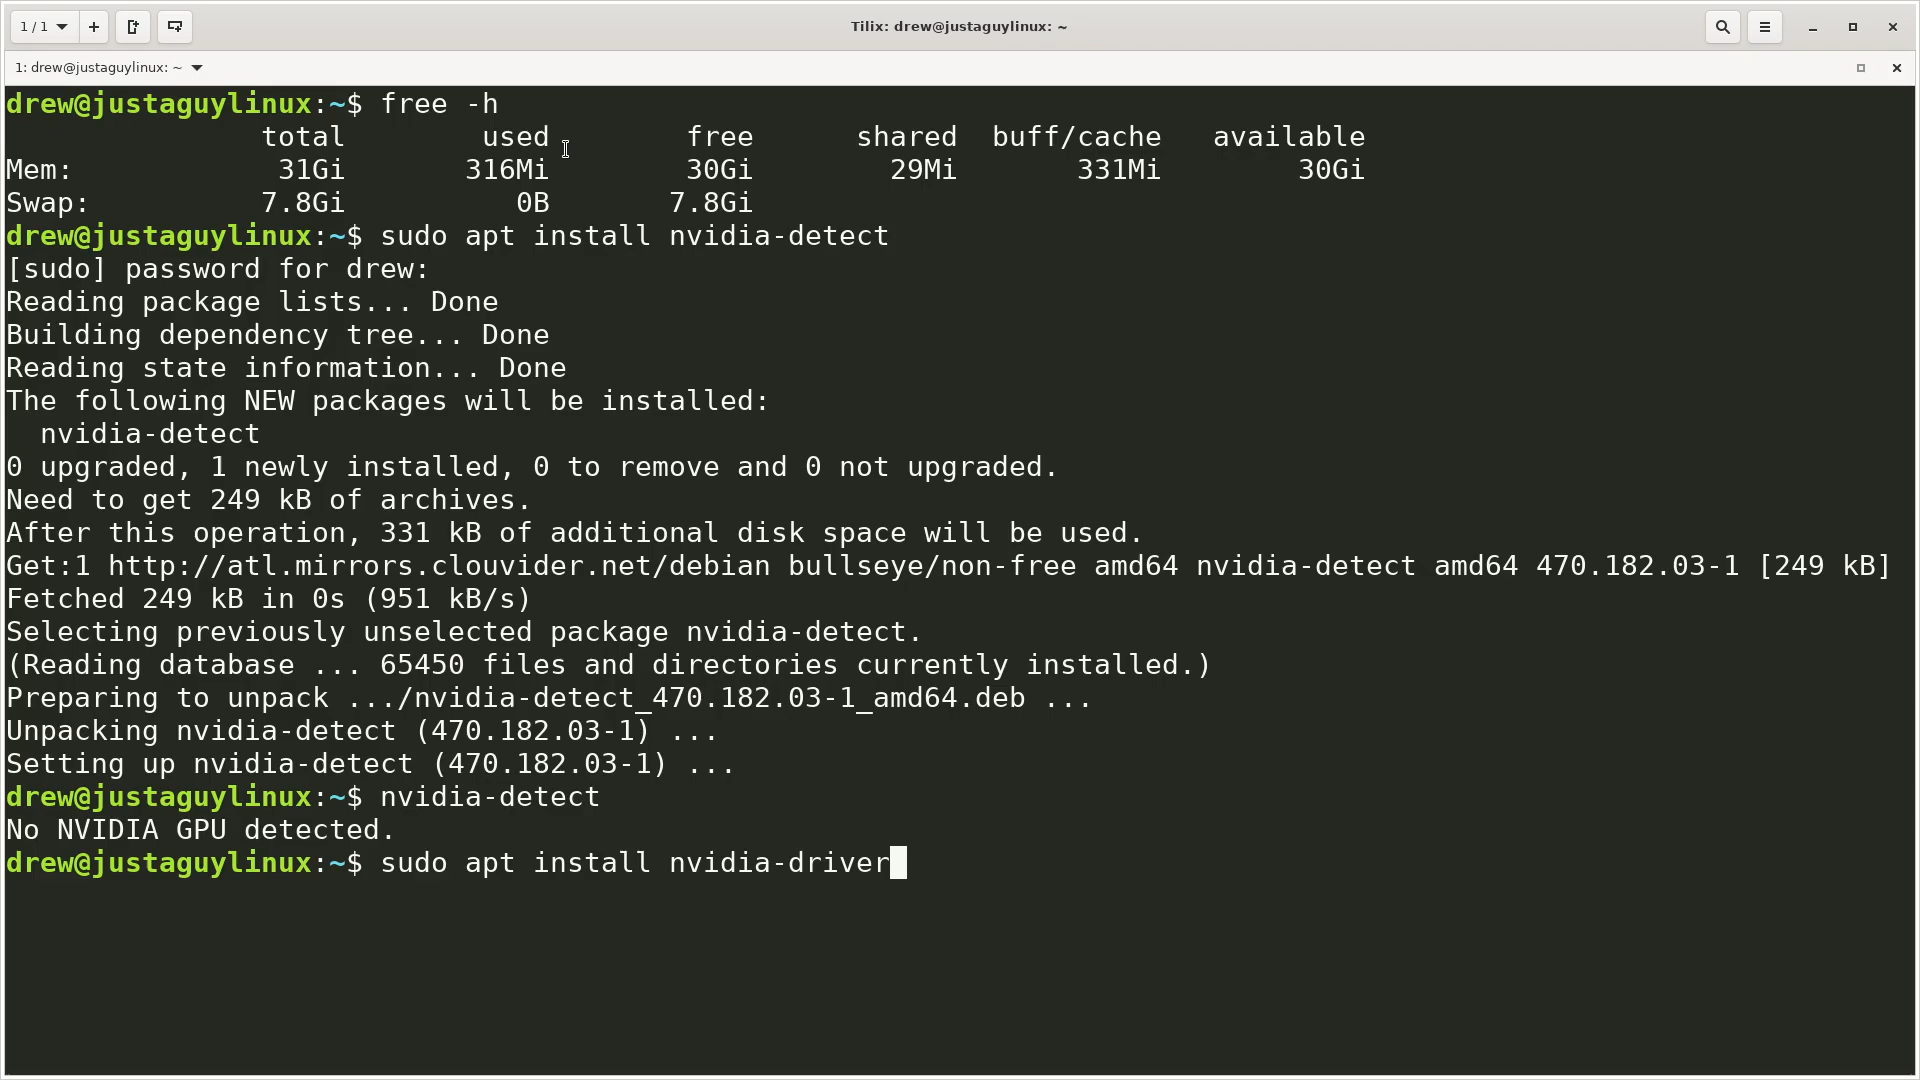 1 / 1
Tilix: drew@justaguylinux: ~
1: drew@justaguylinux: ~
drew@justaguylinux:~$ free -h
total used free shared buff/cache available
Mem: 31Gi 316Mi 30Gi 29Mi 331Mi 30Gi
Swap: 7.8Gi 0B 7.8Gi
drew@justaguylinux:~$ sudo apt install nvidia-detect
[sudo] password for drew:
Reading package lists... Done
Building dependency tree... Done
Reading state information... Done
The following NEW packages will be installed:
nvidia-detect
0 upgraded, 1 newly installed, 0 to remove and 0 not upgraded.
Need to get 249 kB of archives.
After this operation, 331 kB of additional disk space will be used.
Get:1 http://atl.mirrors.clouvider.net/debian bullseye/non-free amd64 nvidia-detect amd64 470.182.03-1 [249 kB]
Fetched 249 kB in 0s (951 kB/s)
Selecting previously unselected package nvidia-detect.
(Reading database ... 65450 files and directories currently installed.)
Preparing to unpack .../nvidia-detect_470.182.03-1_amd64.deb ...
Unpacking nvidia-detect (470.182.03-1) ...
Setting up nvidia-detect (470.182.03-1) ...
drew@justaguylinux:~$ nvidia-detect
No NVIDIA GPU detected.
drew@justaguylinux:~$ sudo apt install nvidia-driver